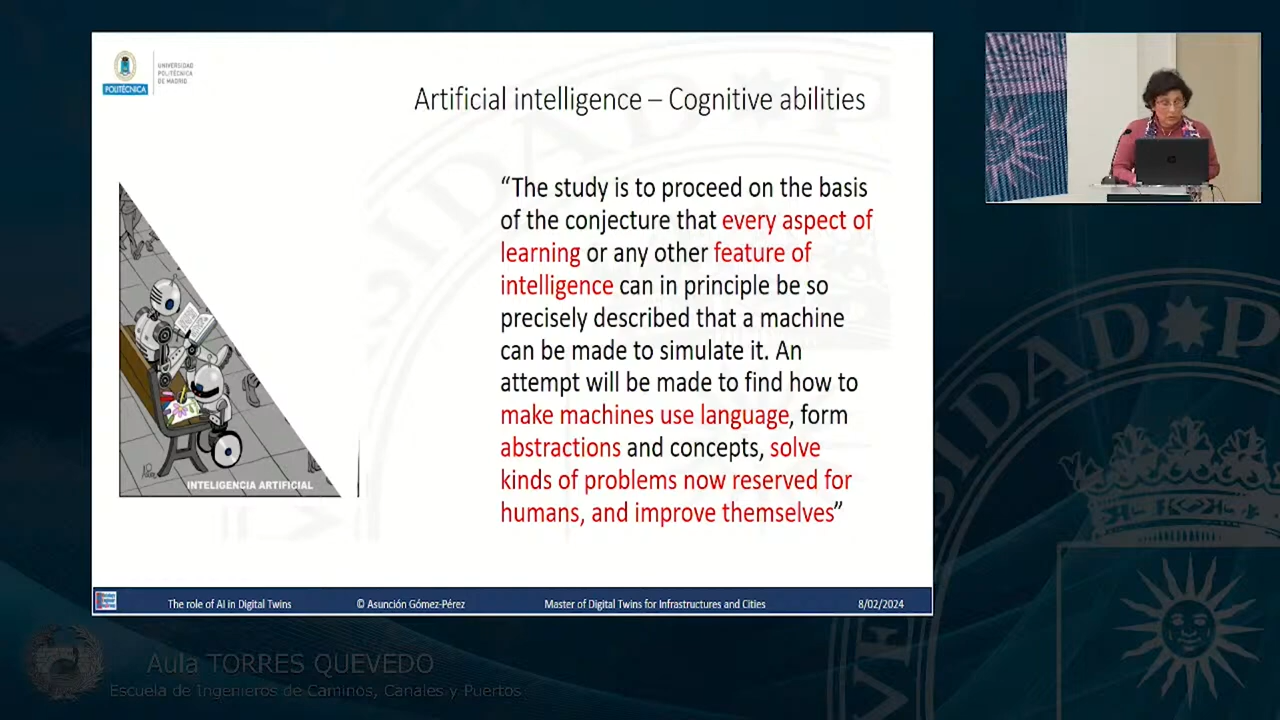 POLITÉCNICA
UNIVERSIDAD
POLITÉCNICA
DE MADRID
Artificial intelligence – Cognitive abilities
“The study is to proceed on the basis
of the conjecture that every aspect of
learning or any other feature of
intelligence can in principle be so
precisely described that a machine
can be made to simulate it. An
attempt will be made to find how to
make machines use language, form
abstractions and concepts, solve
kinds of problems now reserved for
humans, and improve themselves”
INTELIGENCIA ARTIFICIAL
The role of AI in Digital Twins
© Asunción Gómez-Pérez
Master of Digital Twins for Infrastructures and Cities
8/02/2024
Aula TORRES QUEVEDO
Escuela de Ingenieros de Caminos, Canales y Puertos